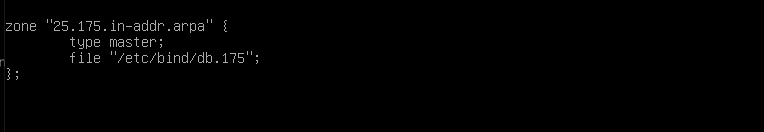 zone "25.175.in-addr.arpa" {
        type master;
        file "/etc/bind/db.175";
};